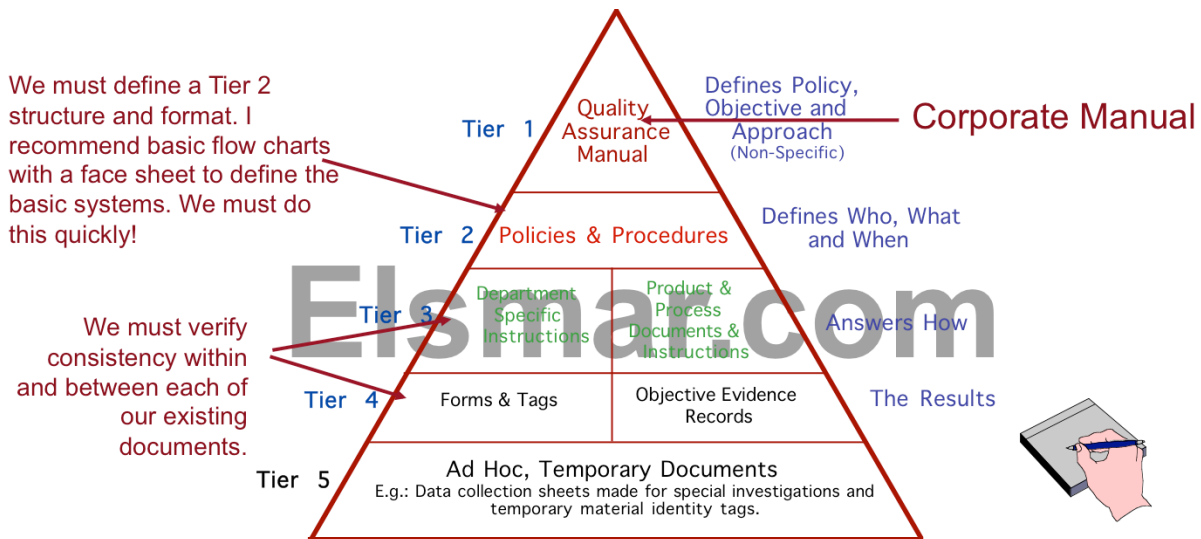 We must define a Tier 2
structure and format. I
recommend basic flow charts
with a face sheet to define the
basic systems. We must do
this quickly!
Tier 1
Quality
Assurance
Manual
Defines Policy,
Objective and
Approach
(Non-Specific)
Corporate Manual
Tier 2
Policies & Procedures
Defines Who, What
and When
Elsmar.com
We must verify
consistency within
and between each of
our existing
documents.
Tier 3
Department
Specific
Instructions
Product &
Process
Documents &
Instructions
Answers How
Tier 4
Forms & Tags
Objective Evidence
Records
The Results
Tier 5
Ad Hoc, Temporary Documents
E.g.: Data collection sheets made for special investigations and
temporary material identity tags.